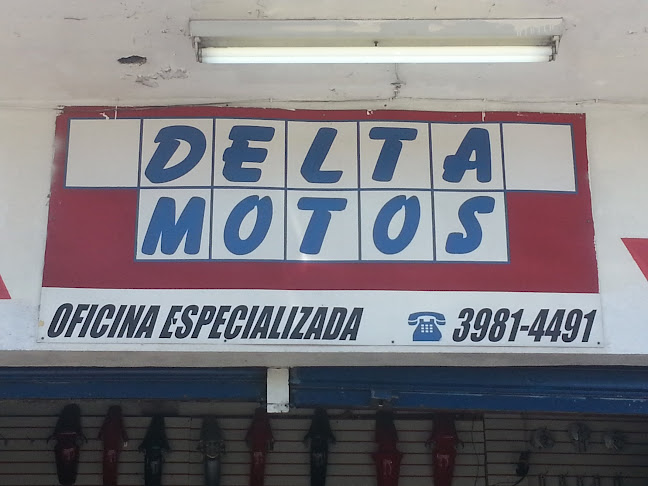 DELTA
MOTOS
OFICINA ESPECIALIZADA 3981-4491